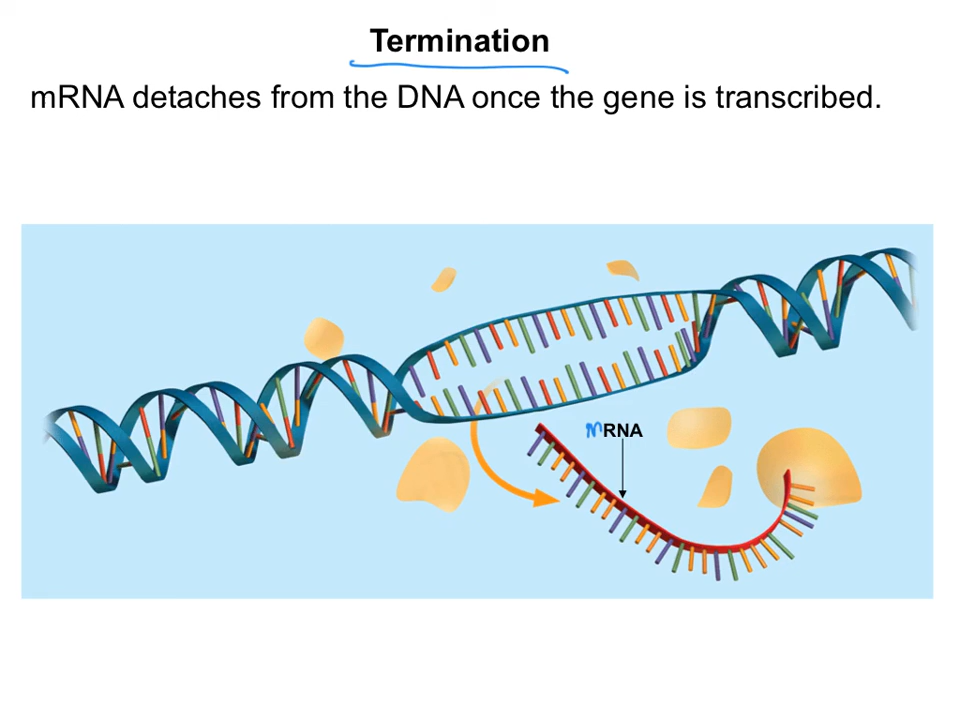 Termination
mRNA detaches from the DNA once the gene is transcribed.
mRNA